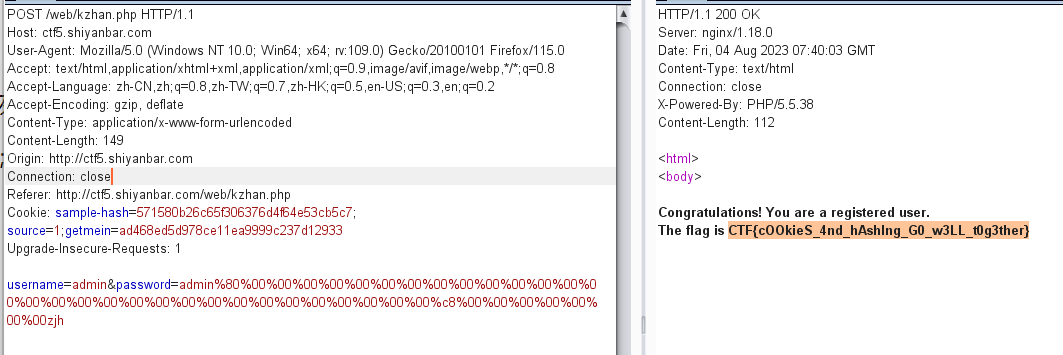 POST /web/kzhan.php HTTP/1.1
Host: ctf5.shiyanbar.com
User-Agent: Mozilla/5.0 (Windows NT 10.0; Win64; x64; rv:109.0) Gecko/20100101 Firefox/115.0
Accept: text/html,application/xhtml+xml,application/xml;q=0.9,image/avif,image/webp,*/*;q=0.8
Accept-Language: zh-CN,zh;q=0.8,zh-TW;q=0.7,zh-HK;q=0.5,en-US;q=0.3,en;q=0.2
Accept-Encoding: gzip, deflate
Content-Type: application/x-www-form-urlencoded
Content-Length: 149
Origin: http://ctf5.shiyanbar.com
Connection: close
Referer: http://ctf5.shiyanbar.com/web/kzhan.php
Cookie: sample-hash=571580b26c65f306376d4f64e53cb5c7;
source=1;getmein=ad468ed5d978ce11ea9999c237d12933
Upgrade-Insecure-Requests: 1
username=admin&password=admin%80%00%00%00%00%00%00%00%00%00%00%00%00%00%0
0%00%00%00%00%00%00%00%00%00%00%00%00%00%00%00%00%c8%00%00%00%00%00%
00%00zjh
HTTP/1.1 200 OK
Server: nginx/1.18.0
Date: Fri, 04 Aug 2023 07:40:03 GMT
Content-Type: text/html
Connection: close
X-Powered-By: PHP/5.5.38
Content-Length: 112
<html>
<body>
Congratulations! You are a registered user.
The flag is CTF{cOOkieS_4nd_hAshIng_G0_w3LL_t0g3ther}